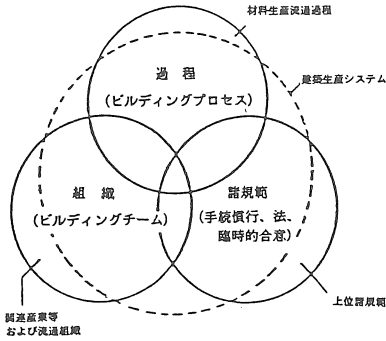 材料生産流通過程
建築生産システム
過程
(ビルディングプロセス)
組織
(ビルディングチーム)
諸規範
(手続慣行、法、
臨時的合意)
関連産業等
および流通組織
上位諸規範